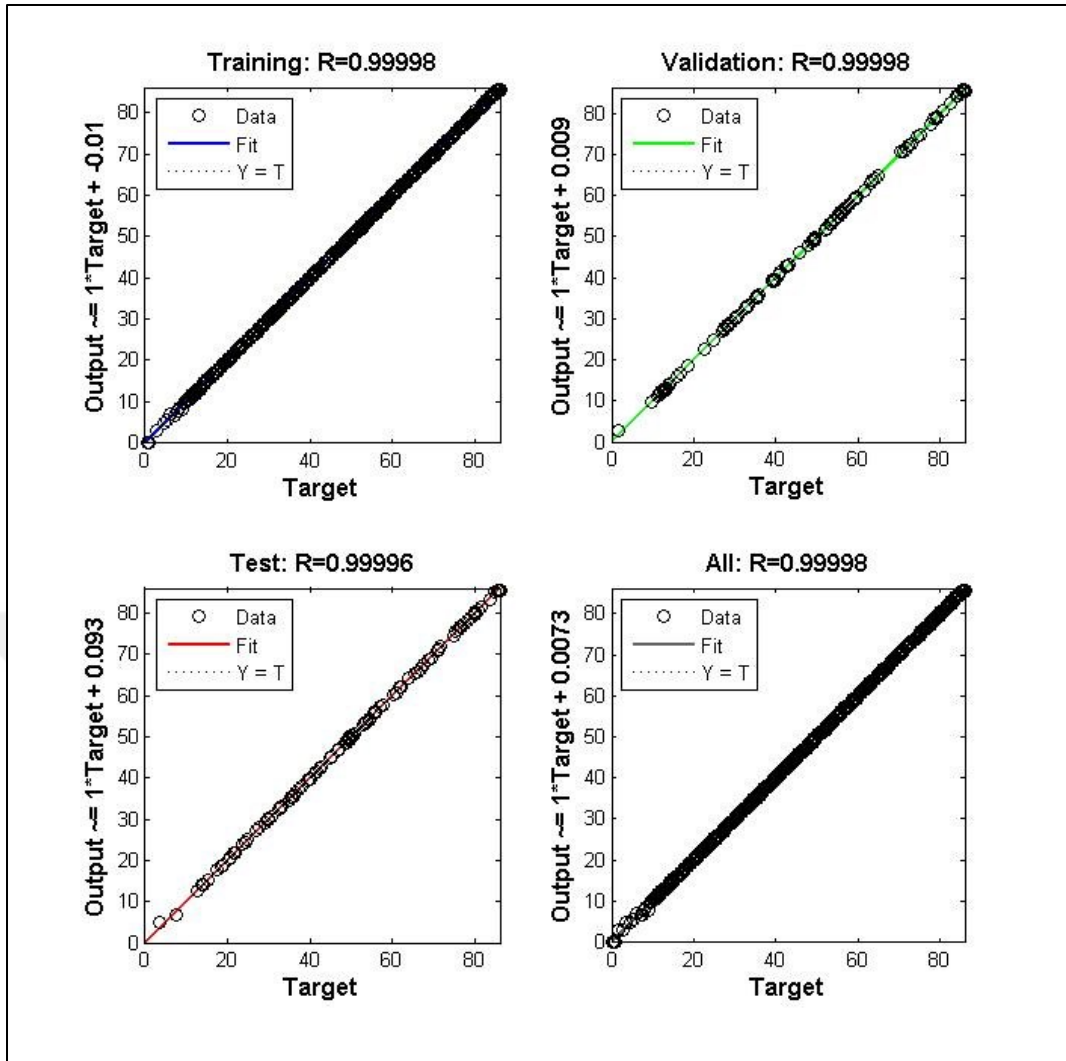 Training: R=0.99998
Output ~= 1*Target + -0.01
Data
Fit
Y = T
80
70
60
50
40
30
20
10
0
0 20 40 60 80
Target
Validation: R=0.99998
Output ~= 1*Target + 0.009
Data
Fit
Y = T
80
70
60
50
40
30
20
10
0
0 20 40 60 80
Target
Test: R=0.99996
Output ~= 1*Target + 0.093
Data
Fit
Y = T
80
70
60
50
40
30
20
10
0
0 20 40 60 80
Target
All: R=0.99998
Output ~= 1*Target + 0.0073
Data
Fit
Y = T
80
70
60
50
40
30
20
10
0
0 20 40 60 80
Target